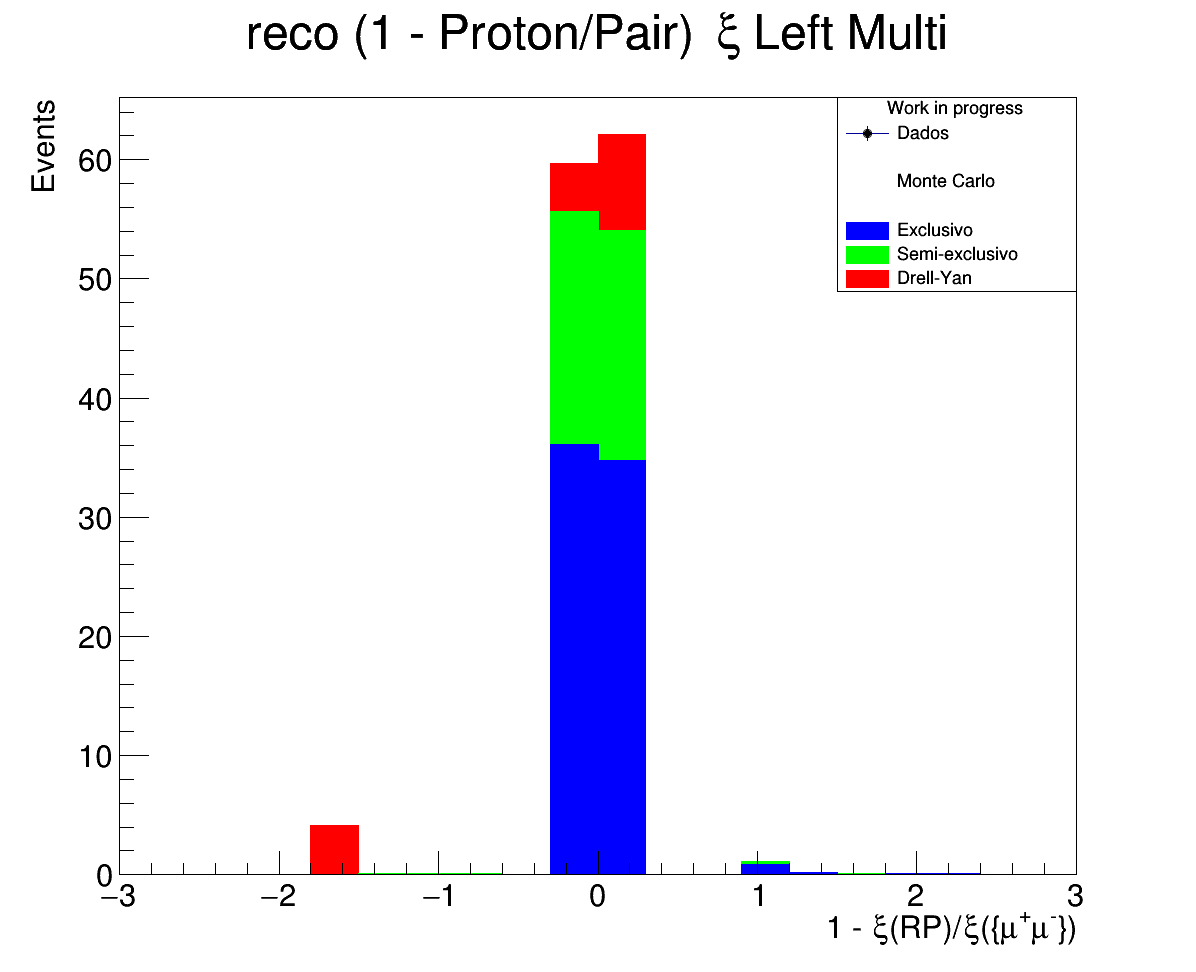 reco (1 - Proton/Pair) ξ Left Multi
Events
Work in progress
Dados
Monte Carlo
Exclusivo
Semi-exclusivo
Drell-Yan
60
50
40
30
20
10
0
−3 −2 −1 0 1 2 3
1 - ξ(RP)/ξ({μ⁺μ⁻})